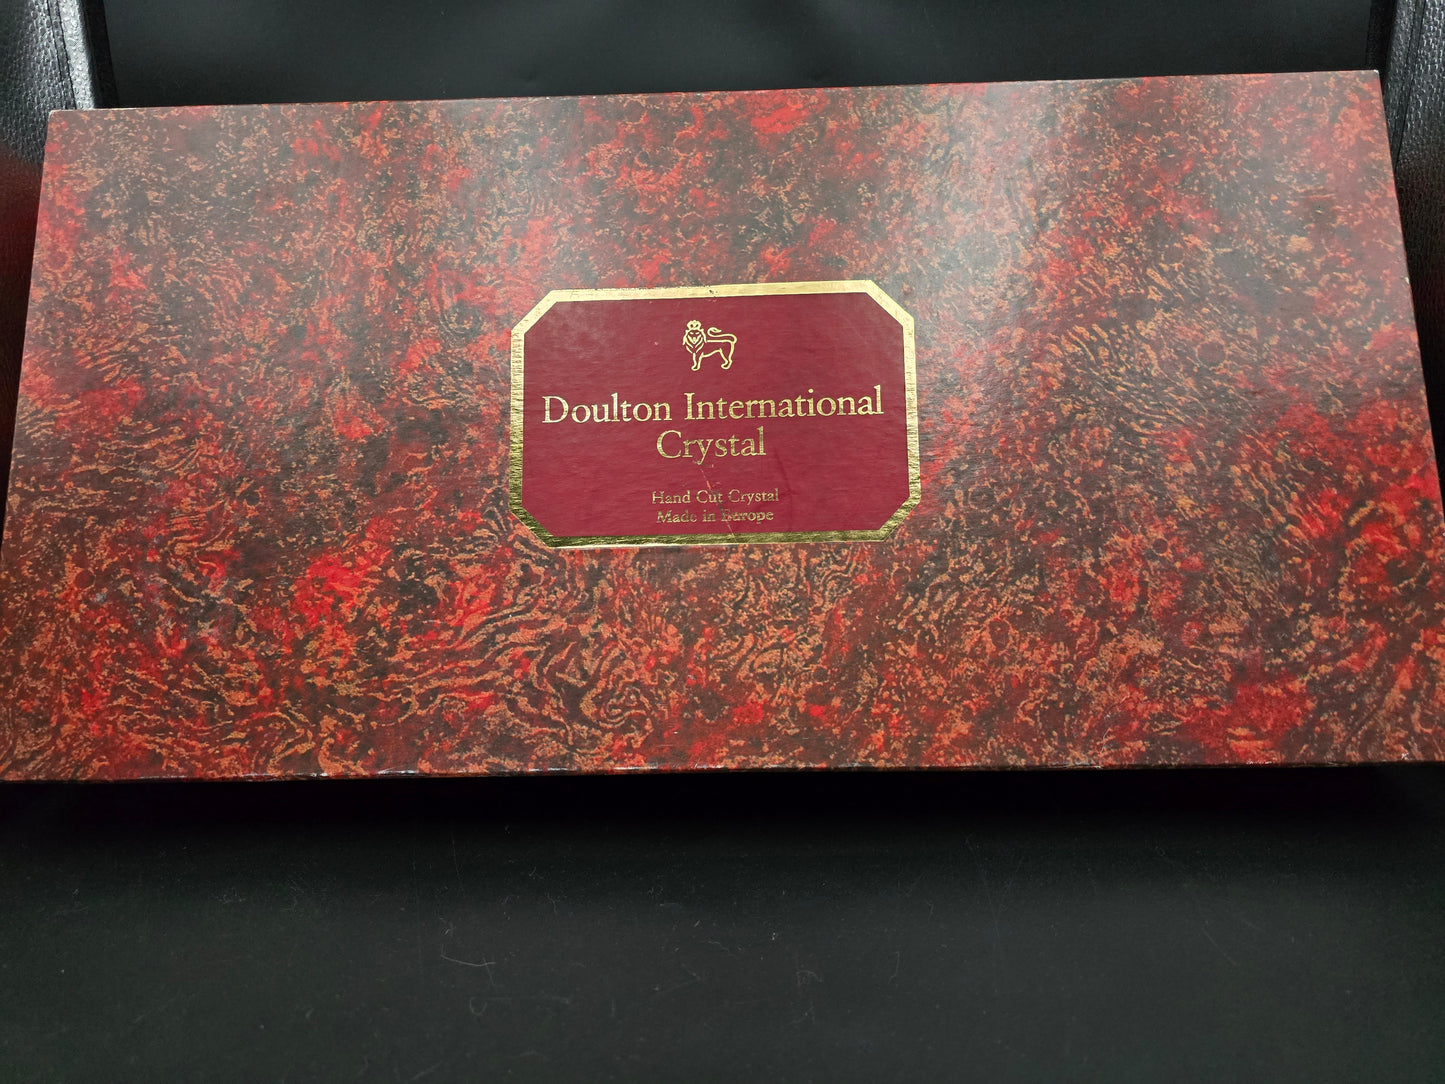 Doulton International
Crystal
Hand Cut Crystal
Made in Europe